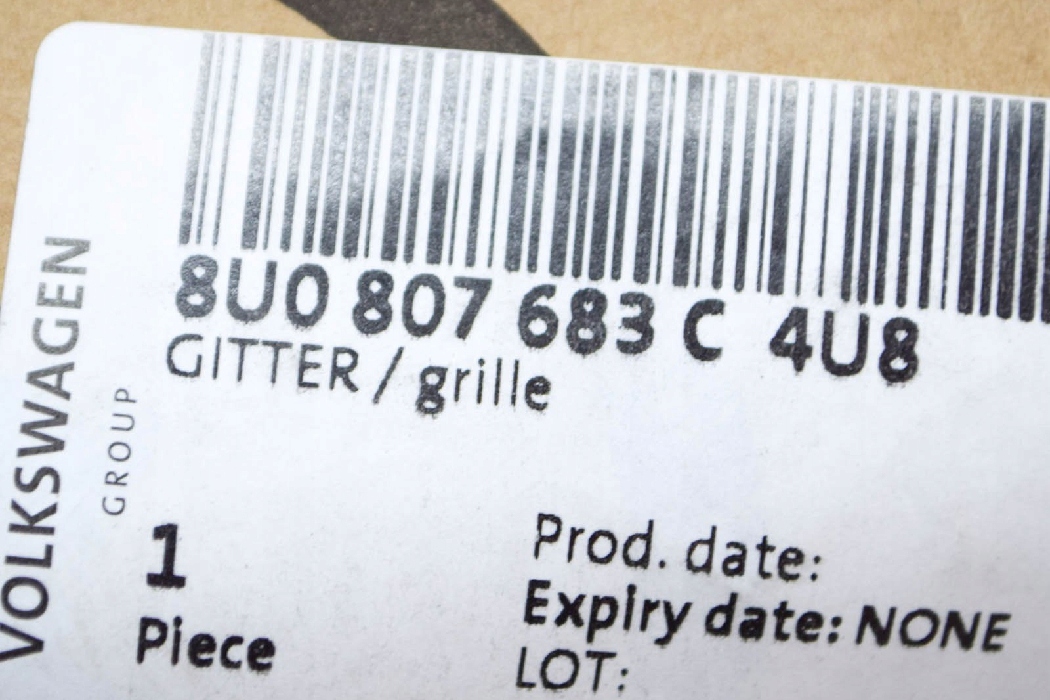 VOLKSWAGEN
GROUP
8U0 807 683 C 4U8
GITTER / grille
1
Piece
Prod. date:
Expiry date: NONE
LOT: